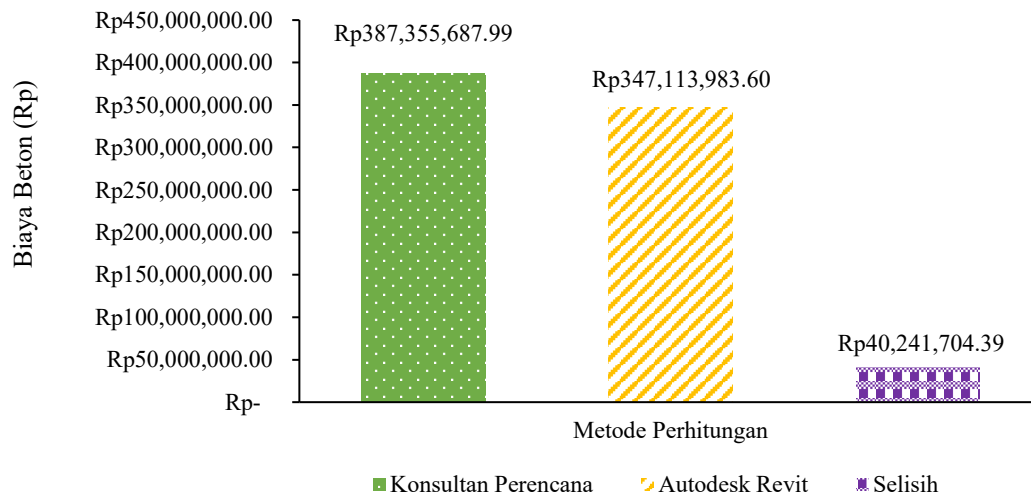 Rp450,000,000.00
Rp400,000,000.00
Rp350,000,000.00
Rp300,000,000.00
Rp250,000,000.00
Rp200,000,000.00
Rp150,000,000.00
Rp100,000,000.00
Rp50,000,000.00
Rp-
Biaya Beton (Rp)
Rp387,355,687.99
Rp347,113,983.60
Rp40,241,704.39
Metode Perhitungan
Konsultan Perencana
Autodesk Revit
Selisih